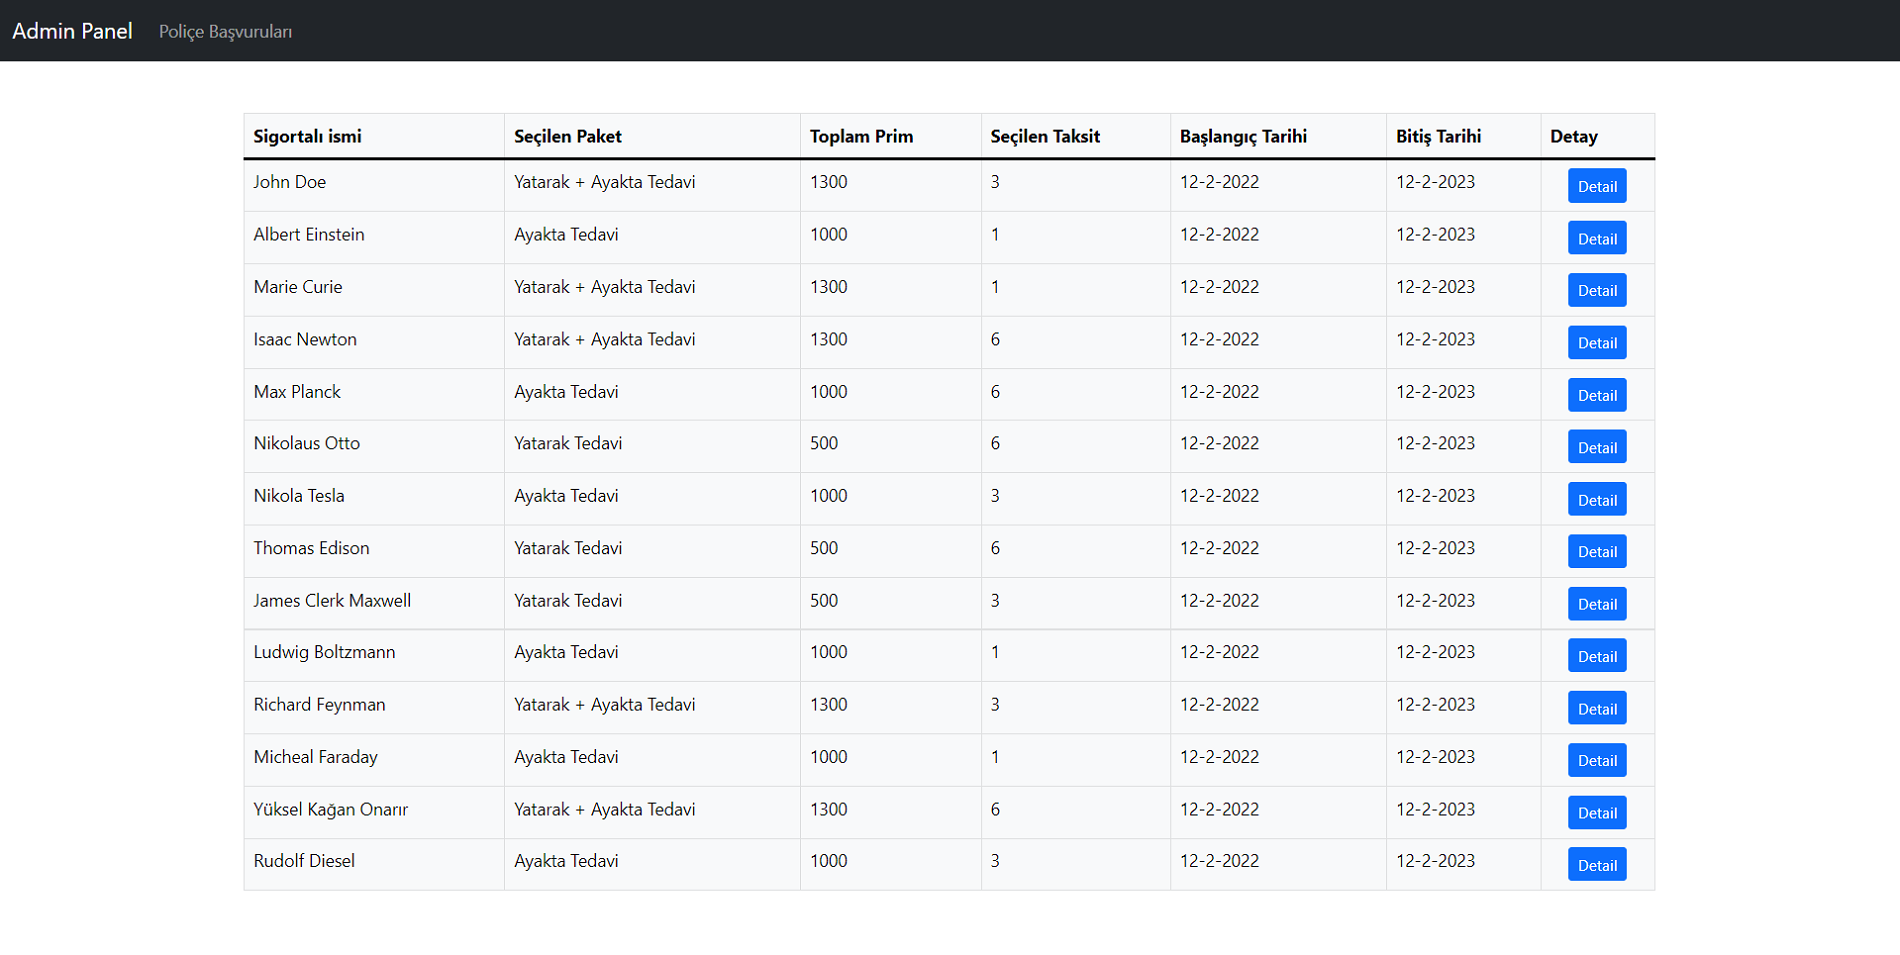 Admin Panel Poliçe Başvuruları
Sigortalı ismi Seçilen Paket Toplam Prim Seçilen Taksit Başlangıç Tarihi Bitiş Tarihi Detay
John Doe Yatarak + Ayakta Tedavi 1300 3 12-2-2022 12-2-2023 Detail
Albert Einstein Ayakta Tedavi 1000 1 12-2-2022 12-2-2023 Detail
Marie Curie Yatarak + Ayakta Tedavi 1300 1 12-2-2022 12-2-2023 Detail
Isaac Newton Yatarak + Ayakta Tedavi 1300 6 12-2-2022 12-2-2023 Detail
Max Planck Ayakta Tedavi 1000 6 12-2-2022 12-2-2023 Detail
Nikolaus Otto Yatarak Tedavi 500 6 12-2-2022 12-2-2023 Detail
Nikola Tesla Ayakta Tedavi 1000 3 12-2-2022 12-2-2023 Detail
Thomas Edison Yatarak Tedavi 500 6 12-2-2022 12-2-2023 Detail
James Clerk Maxwell Yatarak Tedavi 500 3 12-2-2022 12-2-2023 Detail
Ludwig Boltzmann Ayakta Tedavi 1000 1 12-2-2022 12-2-2023 Detail
Richard Feynman Yatarak + Ayakta Tedavi 1300 3 12-2-2022 12-2-2023 Detail
Micheal Faraday Ayakta Tedavi 1000 1 12-2-2022 12-2-2023 Detail
Yüksel Kağan Onarır Yatarak + Ayakta Tedavi 1300 6 12-2-2022 12-2-2023 Detail
Rudolf Diesel Ayakta Tedavi 1000 3 12-2-2022 12-2-2023 Detail